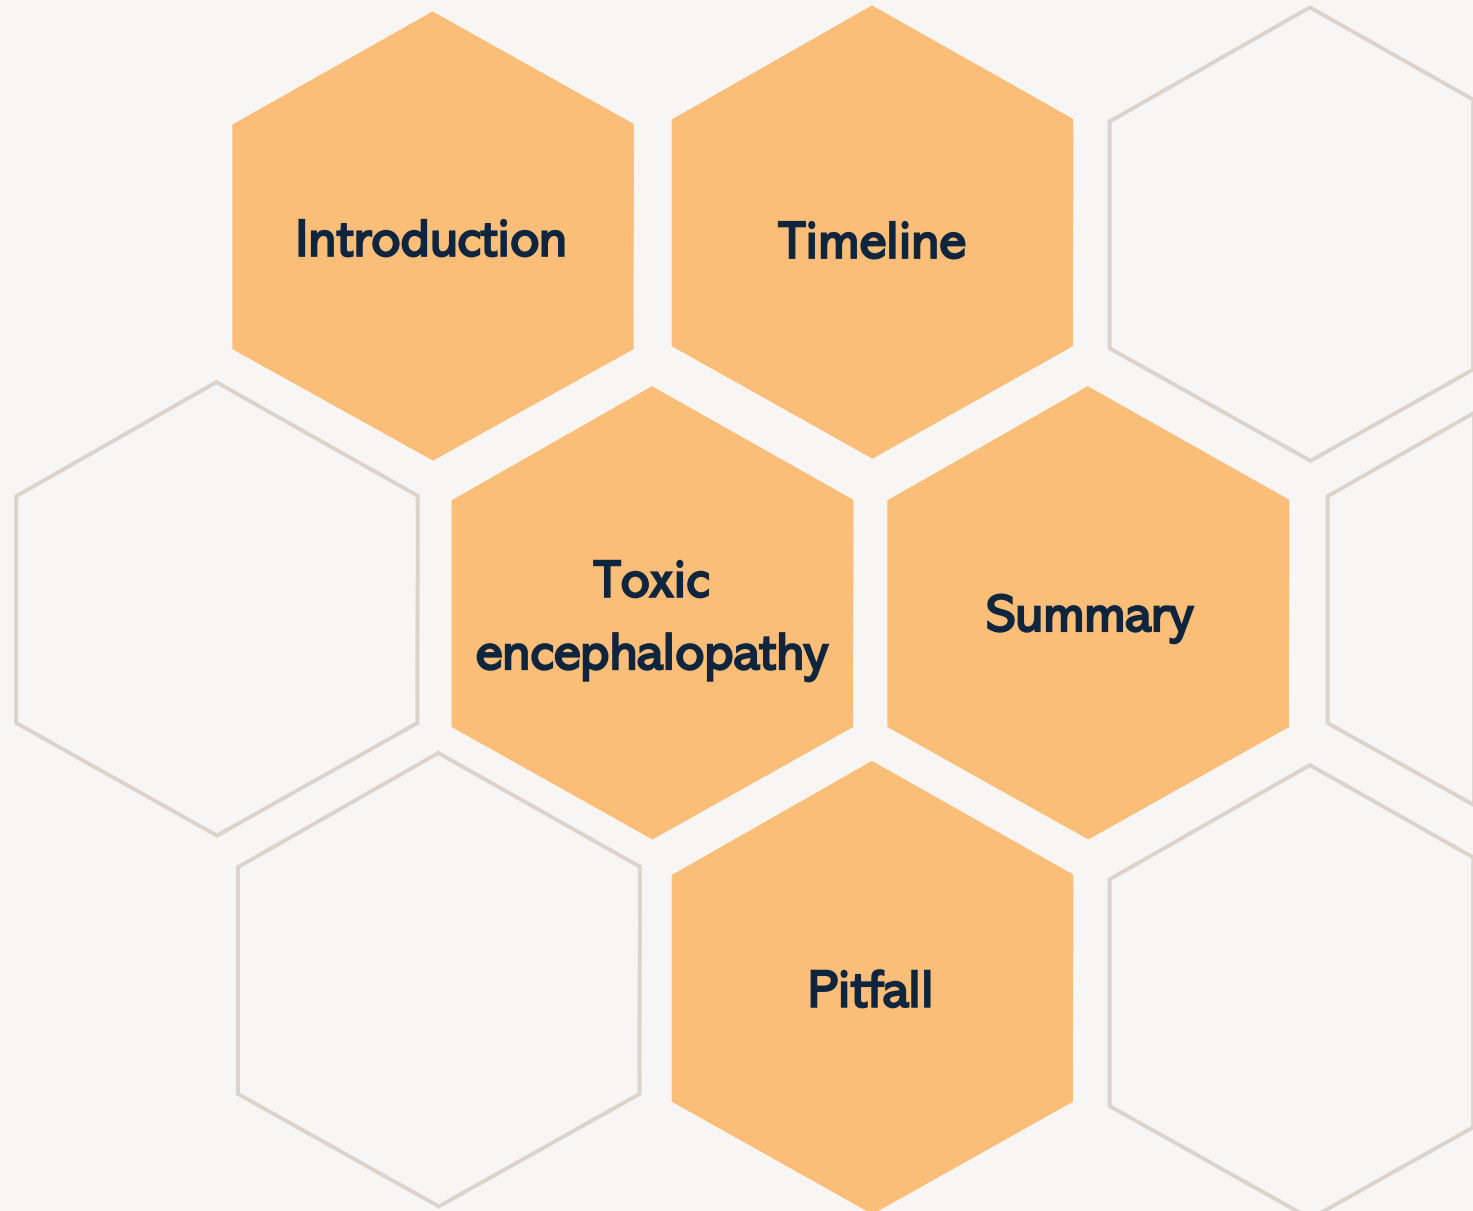 Introduction
Timeline
Toxic
encephalopathy
Summary
Pitfall